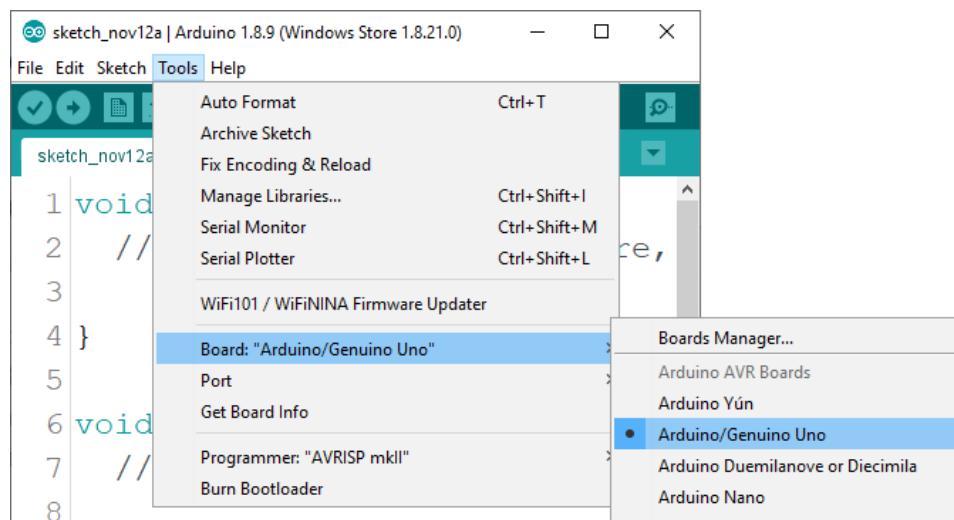 sketch_nov12a | Arduino 1.8.9 (Windows Store 1.8.21.0)
File Edit Sketch Tools Help
sketch_nov12a
Auto Format Ctrl+T
Archive Sketch
Fix Encoding & Reload
Manage Libraries... Ctrl+Shift+I
Serial Monitor Ctrl+Shift+M
Serial Plotter Ctrl+Shift+L
WiFi101 / WiFiNINA Firmware Updater
Board: "Arduino/Genuino Uno"
Port
Get Board Info
Programmer: "AVRISP mkII"
Burn Bootloader
Boards Manager...
Arduino AVR Boards
Arduino Yún
Arduino/Genuino Uno
Arduino Duemilanove or Diecimila
Arduino Nano
1 void
2 // re,
3
4 }
5
6 void
7 //
8